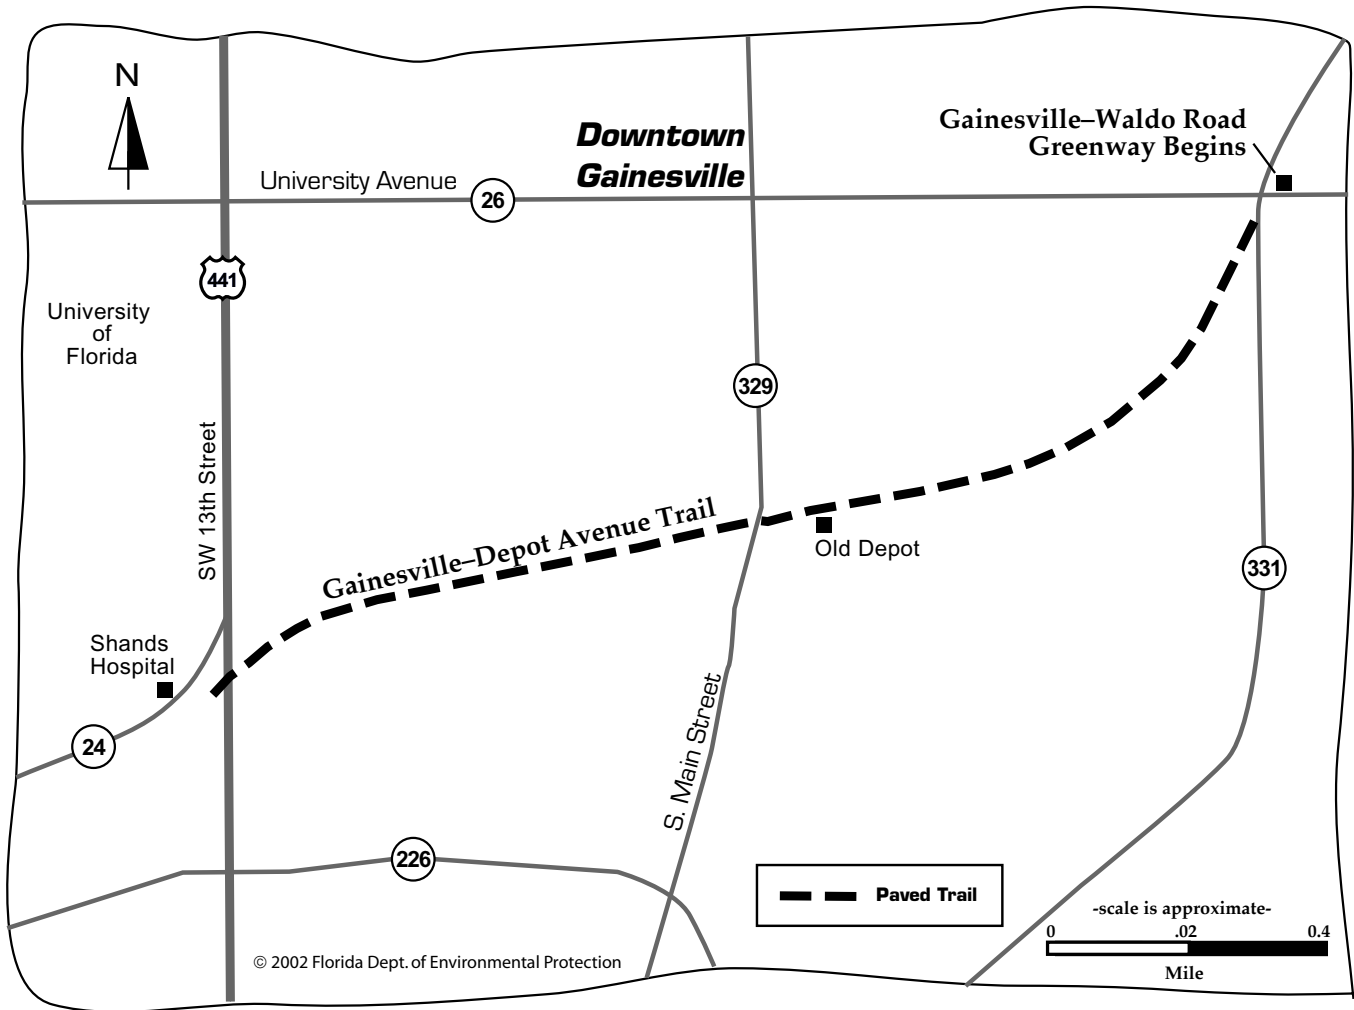 N
Downtown
Gainesville
Gainesville–Waldo Road
Greenway Begins
University Avenue
26
441
University
of
Florida
329
SW 13th Street
Gainesville–Depot Avenue Trail
Old Depot
331
Shands
Hospital
24
S. Main Street
226
Paved Trail
-scale is approximate-
0 .02 0.4
Mile
© 2002 Florida Dept. of Environmental Protection